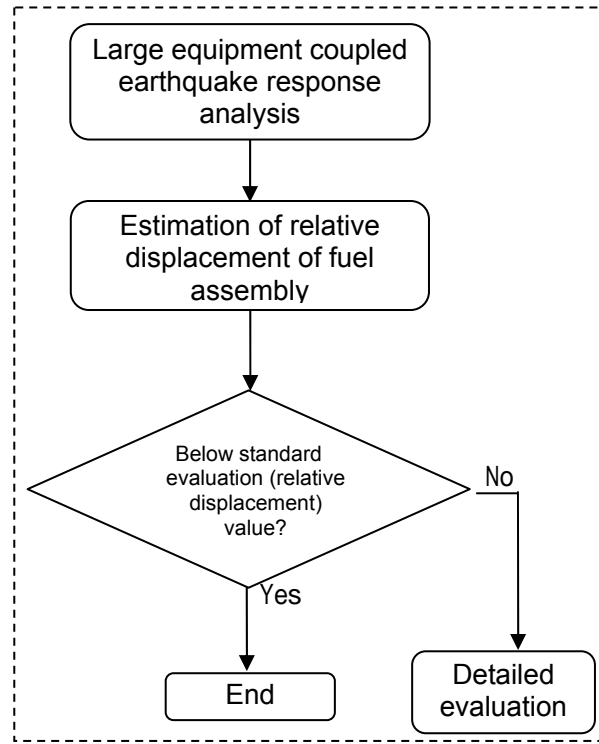 Large equipment coupled
earthquake response
analysis
Estimation of relative
displacement of fuel
assembly
Below standard
evaluation (relative
displacement)
value?
No
Yes
End
Detailed
evaluation